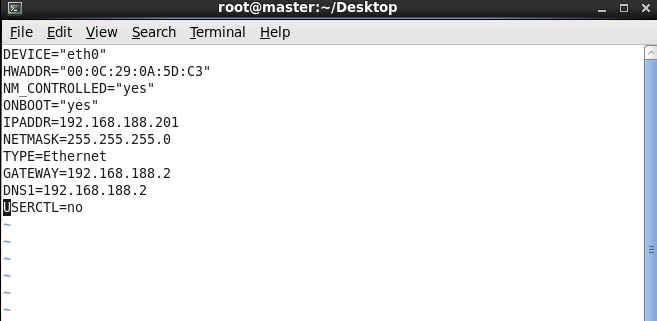 root@master:~/Desktop
File Edit View Search Terminal Help
DEVICE="eth0"
HWADDR="00:0C:29:0A:5D:C3"
NM_CONTROLLED="yes"
ONBOOT="yes"
IPADDR=192.168.188.201
NETMASK=255.255.255.0
TYPE=Ethernet
GATEWAY=192.168.188.2
DNS1=192.168.188.2
USERCTL=no
~
~
~
~
~
~